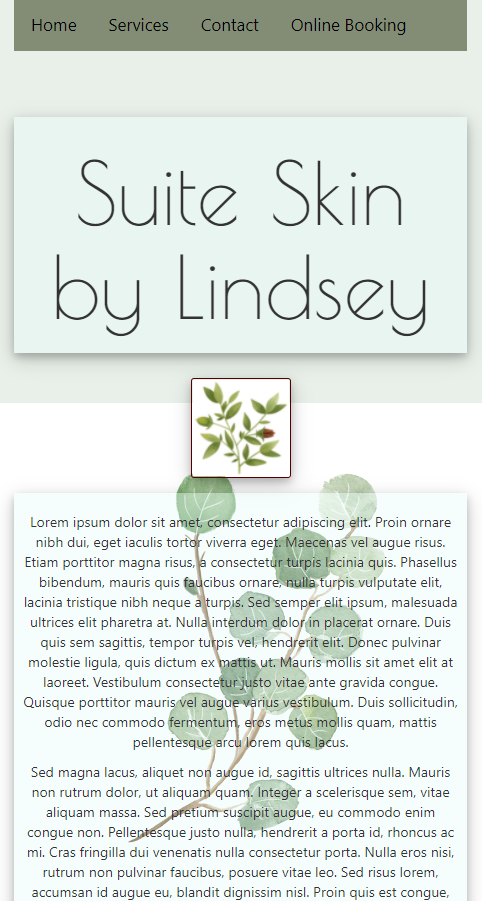 Home Services Contact Online Booking
Suite Skin
by Lindsey
Lorem ipsum dolor sit amet, consectetur adipiscing elit. Proin ornare
nibh dui, eget iaculis tortor viverra eget. Maecenas vel augue risus.
Etiam porttitor magna risus, a consectetur turpis lacinia quis. Phasellus
bibendum, mauris quis faucibus ornare, nulla turpis vulputate elit,
lacinia tristique nibh neque a turpis. Sed semper elit ipsum, malesuada
ultrices elit pharetra at. Nulla interdum dolor in placerat ornare. Duis
quis sem sagittis, tempor turpis vel, hendrerit elit. Donec pulvinar
molestie ligula, quis dictum ex mattis ut. Mauris mollis sit amet elit at
laoreet. Vestibulum consectetur justo vitae ante gravida congue.
Quisque porttitor mauris vel augue varius vestibulum. Duis sollicitudin,
odio nec commodo fermentum, eros metus mollis quam, mattis
pellentesque arcu lorem quis lacus.
Sed magna lacus, aliquet non augue id, sagittis ultrices nulla. Mauris
non rutrum dolor, ut aliquam quam. Integer a scelerisque sem, vitae
aliquam massa. Sed pretium suscipit augue, eu commodo enim
congue non. Pellentesque justo nulla, hendrerit a porta id, rhoncus ac
mi. Cras fringilla dui venenatis nulla consectetur porta. Nulla eros nisi,
rutrum non pulvinar faucibus, posuere vitae leo. Sed risus lorem,
accumsan id augue eu, blandit dignissim nisl. Proin quis est congue,